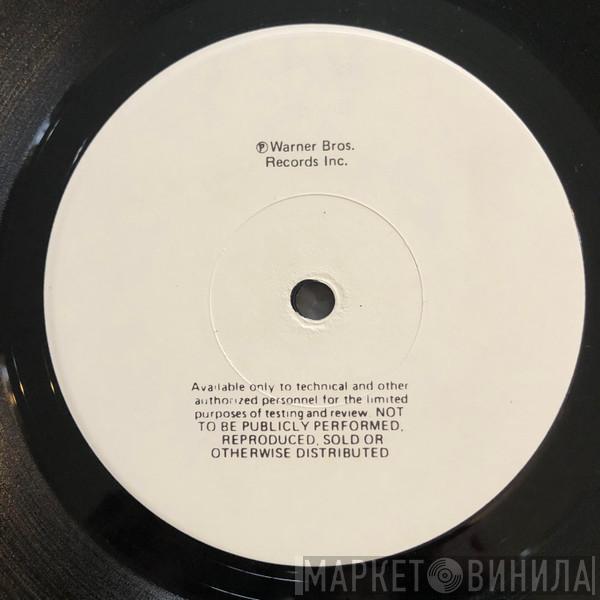 ℗ Warner Bros.
Records Inc.
Available only to technical and other
authorized personnel for the limited
purposes of testing and review. NOT
TO BE PUBLICLY PERFORMED,
REPRODUCED, SOLD OR
OTHERWISE DISTRIBUTED
МАРКЕТ ВИНИЛА